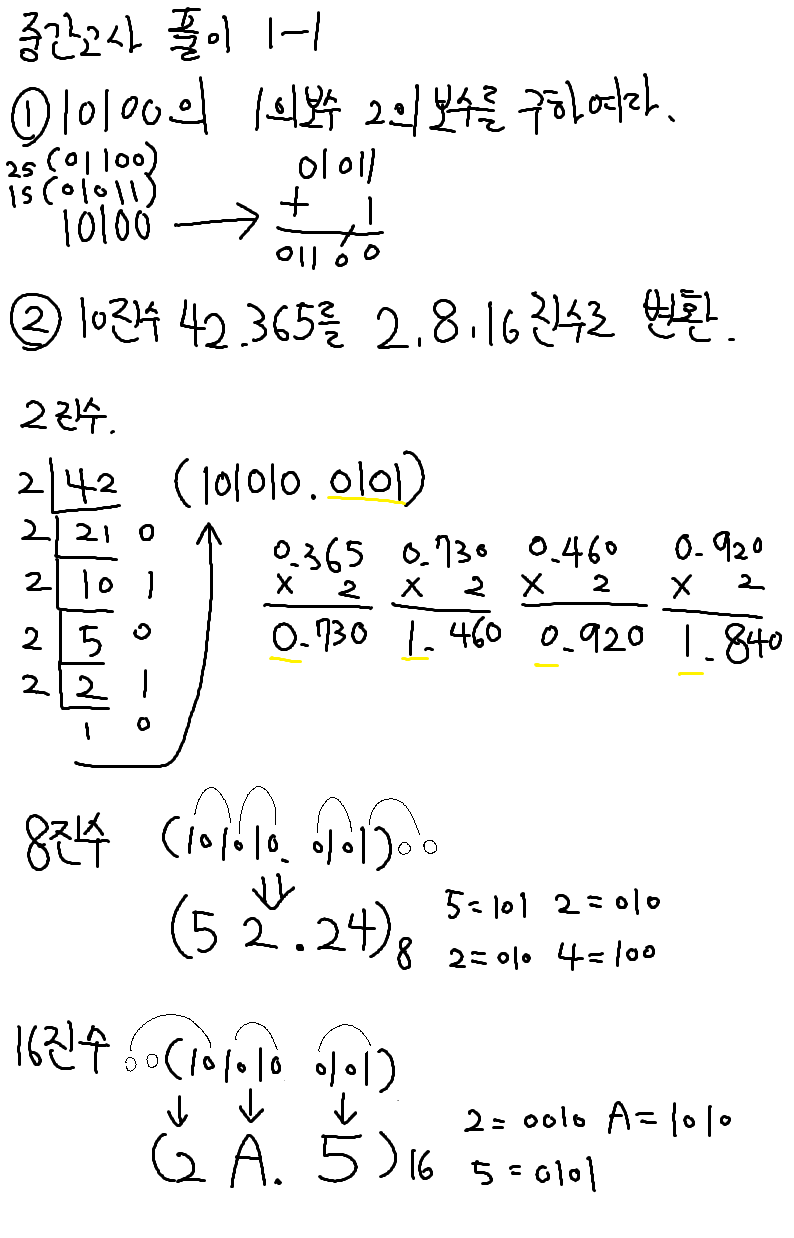 중간고사 풀이 1-1
① 10100의 1의보수 2의 보수를 구하여라.
2S (01100)
1S (01011)
10100 → 01011
+ 1
01100
② 10진수 42.365를 2,8,16진수로 변환.
2진수.
2 42 (101010.0101)
2 21 0
2 10 1
2 5 0
2 2 1
1 0
0.365 0.730 0.460 0.920
× 2 × 2 × 2 × 2
0.730 1.460 0.920 1.840
8진수 (101010.0101)00
(52.24)8
5=101 2=010
2=010 4=100
16진수 00(101010 0101)
(2A.5)16
2=0010 A=1010
5=0101